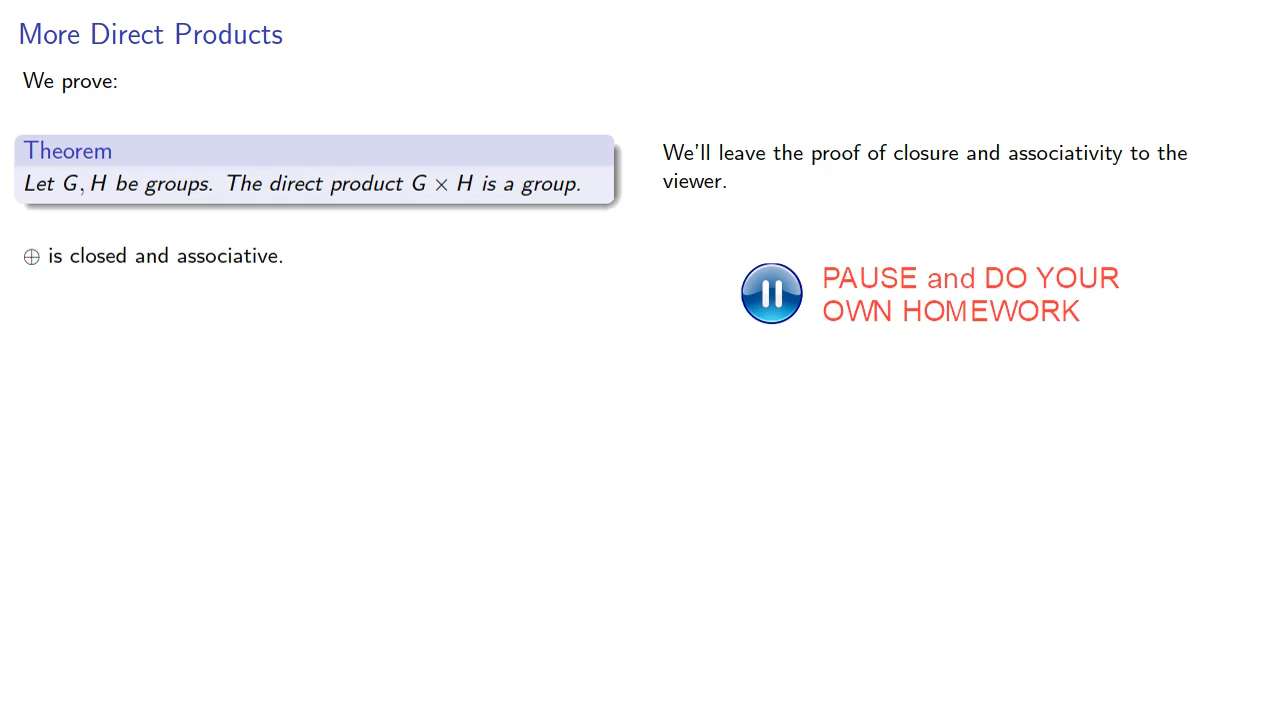 More Direct Products
We prove:
Theorem
Let G, H be groups. The direct product G × H is a group.
⊕ is closed and associative.
We'll leave the proof of closure and associativity to the
viewer.
PAUSE and DO YOUR
OWN HOMEWORK